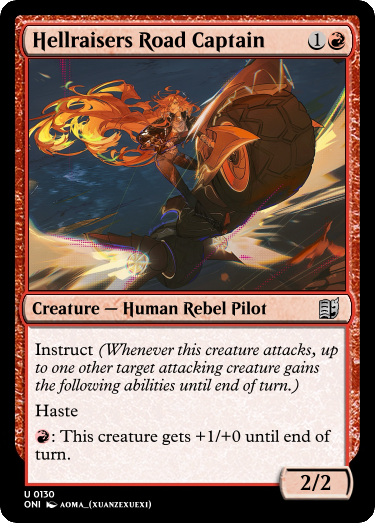 Hellraisers Road Captain 1
Creature — Human Rebel Pilot
Instruct (Whenever this creature attacks, up
to one other target attacking creature gains
the following abilities until end of turn.)
Haste
: This creature gets +1/+0 until end of
turn.
2/2
U 0130
ONI AOMA_(XUANZEXUEXI)